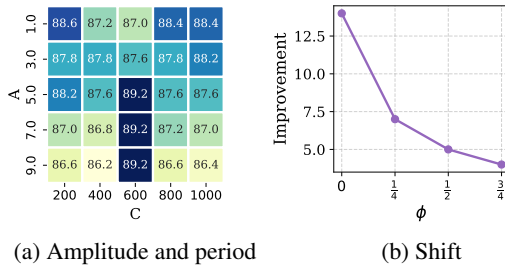 1.0 88.6 87.2 87.0 88.4 88.4
3.0 87.8 87.8 87.6 87.8 88.2
5.0 88.2 87.6 89.2 87.6 87.6
7.0 87.0 86.8 89.2 87.2 87.0
9.0 86.6 86.2 89.2 86.6 86.4
A
200 400 600 800 1000
C
(a) Amplitude and period
Improvement
12.5
10.0
7.5
5.0
0 1/4 1/2 3/4
ϕ
(b) Shift